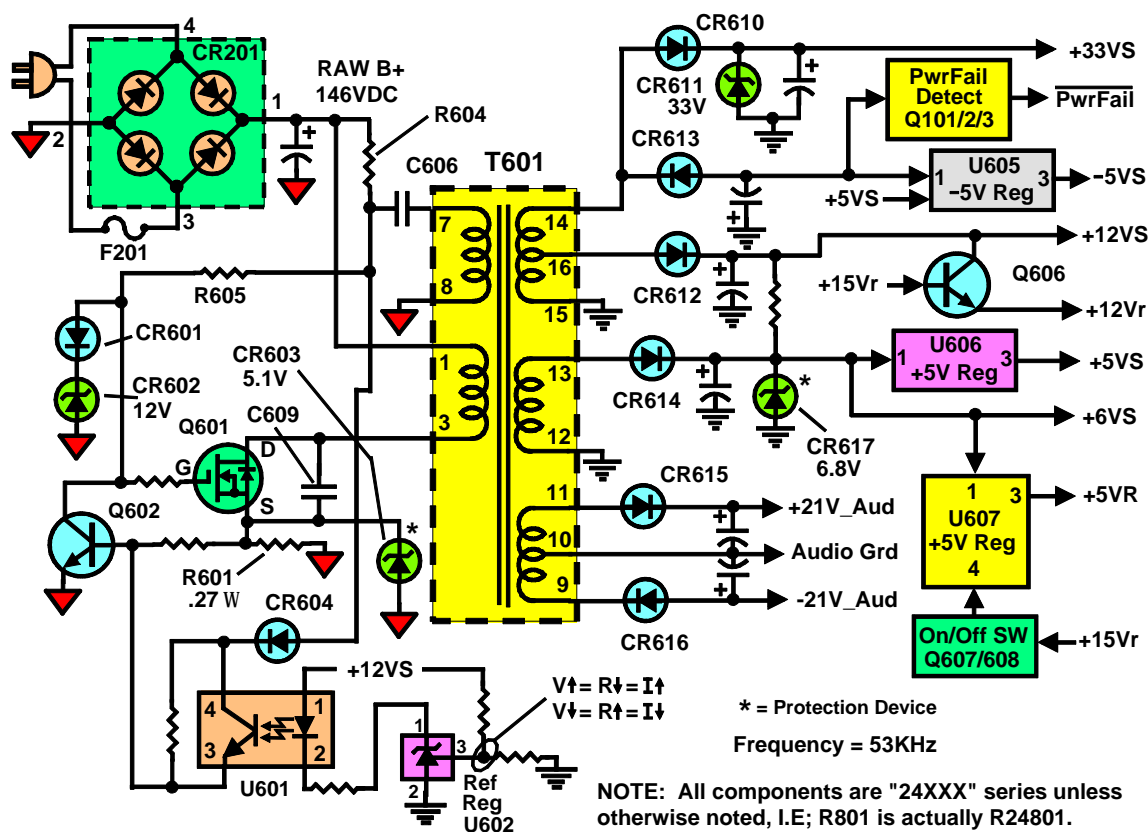 4
CR201
1
2
3
F201
RAW B+
146VDC
R604
C606
R605
CR601
CR602
12V
Q601
G
D
S
C609
CR603
5.1V
*
Q602
R601
.27 W
CR604
T601
7
8
1
3
14
16
15
13
12
11
10
9
CR610
+
CR611
33V
+33VS
PwrFail
Detect
Q101/2/3
PwrFail
CR613
+
+5VS
1
U605
3
−5V Reg
−5VS
CR612
+
+12VS
+15Vr
Q606
+12Vr
CR614
+
*
CR617
6.8V
1
U606
3
+5V Reg
+5VS
+6VS
1
3
U607
+5V Reg
4
+5VR
On/Off SW
Q607/608
+15Vr
CR615
+
+21V_Aud
Audio Grd
+
-21V_Aud
CR616
+
+12VS
4
3
1
2
U601
1
3
2
Ref
Reg
U602
V↑ = R↓ = I↑
V↓ = R↑ = I↓
* = Protection Device
Frequency = 53KHz
NOTE: All components are "24XXX" series unless
otherwise noted, I.E; R801 is actually R24801.